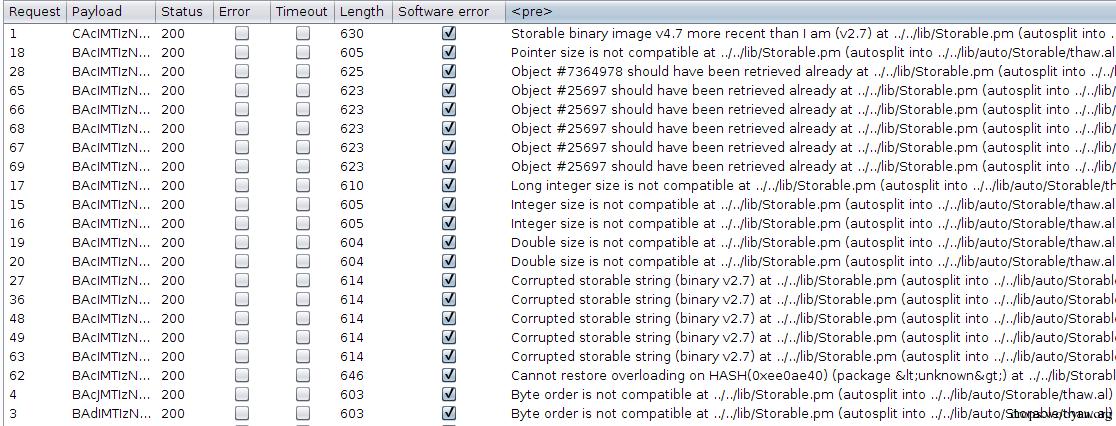 Request Payload Status Error Timeout Length Software error <pre>
1 CAcIMTIzN... 200 630 Storable binary image v4.7 more recent than I am (v2.7) at ../../lib/Storable.pm (autosplit into .
18 BAcIMTIzN... 200 605 Pointer size is not compatible at ../../lib/Storable.pm (autosplit into ../../lib/auto/Storable/thaw.al)
28 BAcIMTIzN... 200 625 Object #7364978 should have been retrieved already at ../../lib/Storable.pm (autosplit into ../../l
65 BAcIMTIzN... 200 623 Object #25697 should have been retrieved already at ../../lib/Storable.pm (autosplit into ../../lib/
66 BAcIMTIzN... 200 623 Object #25697 should have been retrieved already at ../../lib/Storable.pm (autosplit into ../../lib/
68 BAcIMTIzN... 200 623 Object #25697 should have been retrieved already at ../../lib/Storable.pm (autosplit into ../../lib/
67 BAcIMTIzN... 200 623 Object #25697 should have been retrieved already at ../../lib/Storable.pm (autosplit into ../../lib/
69 BAcIMTIzN... 200 623 Object #25697 should have been retrieved already at ../../lib/Storable.pm (autosplit into ../../lib/
17 BAcIMTIzN... 200 610 Long integer size is not compatible at ../../lib/Storable.pm (autosplit into ../../lib/auto/Storable/th
15 BAcIMTIzN... 200 605 Integer size is not compatible at ../../lib/Storable.pm (autosplit into ../../lib/auto/Storable/thaw.al
16 BAcIMTIzN... 200 605 Integer size is not compatible at ../../lib/Storable.pm (autosplit into ../../lib/auto/Storable/thaw.al
19 BAcIMTIzN... 200 604 Double size is not compatible at ../../lib/Storable.pm (autosplit into ../../lib/auto/Storable/thaw.al
20 BAcIMTIzN... 200 604 Double size is not compatible at ../../lib/Storable.pm (autosplit into ../../lib/auto/Storable/thaw.al
27 BAcIMTIzN... 200 614 Corrupted storable string (binary v2.7) at ../../lib/Storable.pm (autosplit into ../../lib/auto/Storabl
36 BAcIMTIzN... 200 614 Corrupted storable string (binary v2.7) at ../../lib/Storable.pm (autosplit into ../../lib/auto/Storabl
48 BAcIMTIzN... 200 614 Corrupted storable string (binary v2.7) at ../../lib/Storable.pm (autosplit into ../../lib/auto/Storabl
49 BAcIMTIzN... 200 614 Corrupted storable string (binary v2.7) at ../../lib/Storable.pm (autosplit into ../../lib/auto/Storabl
63 BAcIMTIzN... 200 614 Corrupted storable string (binary v2.7) at ../../lib/Storable.pm (autosplit into ../../lib/auto/Storabl
62 BAcIMTIzN... 200 646 Cannot restore overloading on HASH(0xee0ae40) (package &lt;unknown&gt;) at ../../lib/Storabl
4 BAcJMTIzN... 200 603 Byte order is not compatible at ../../lib/Storable.pm (autosplit into ../../lib/auto/Storable/thaw.al)
3 BAdIMTIzN... 200 603 Byte order is not compatible at ../../lib/Storable.pm (autosplit into ../../lib/auto/